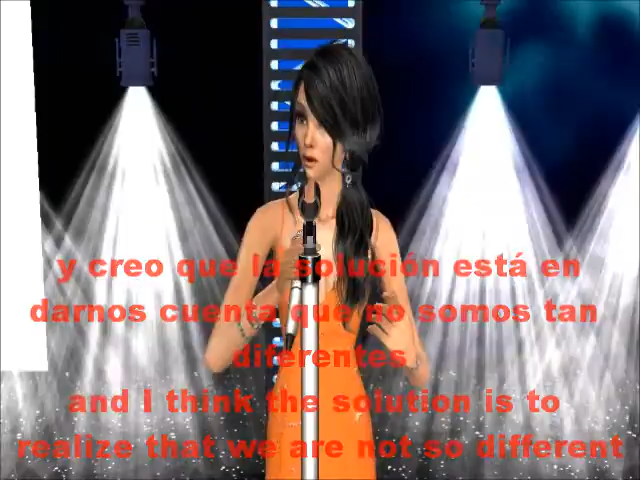 y creo que la solución está en
darnos cuenta que no somos tan
diferentes
and I think the solution is to
realize that we are not so different